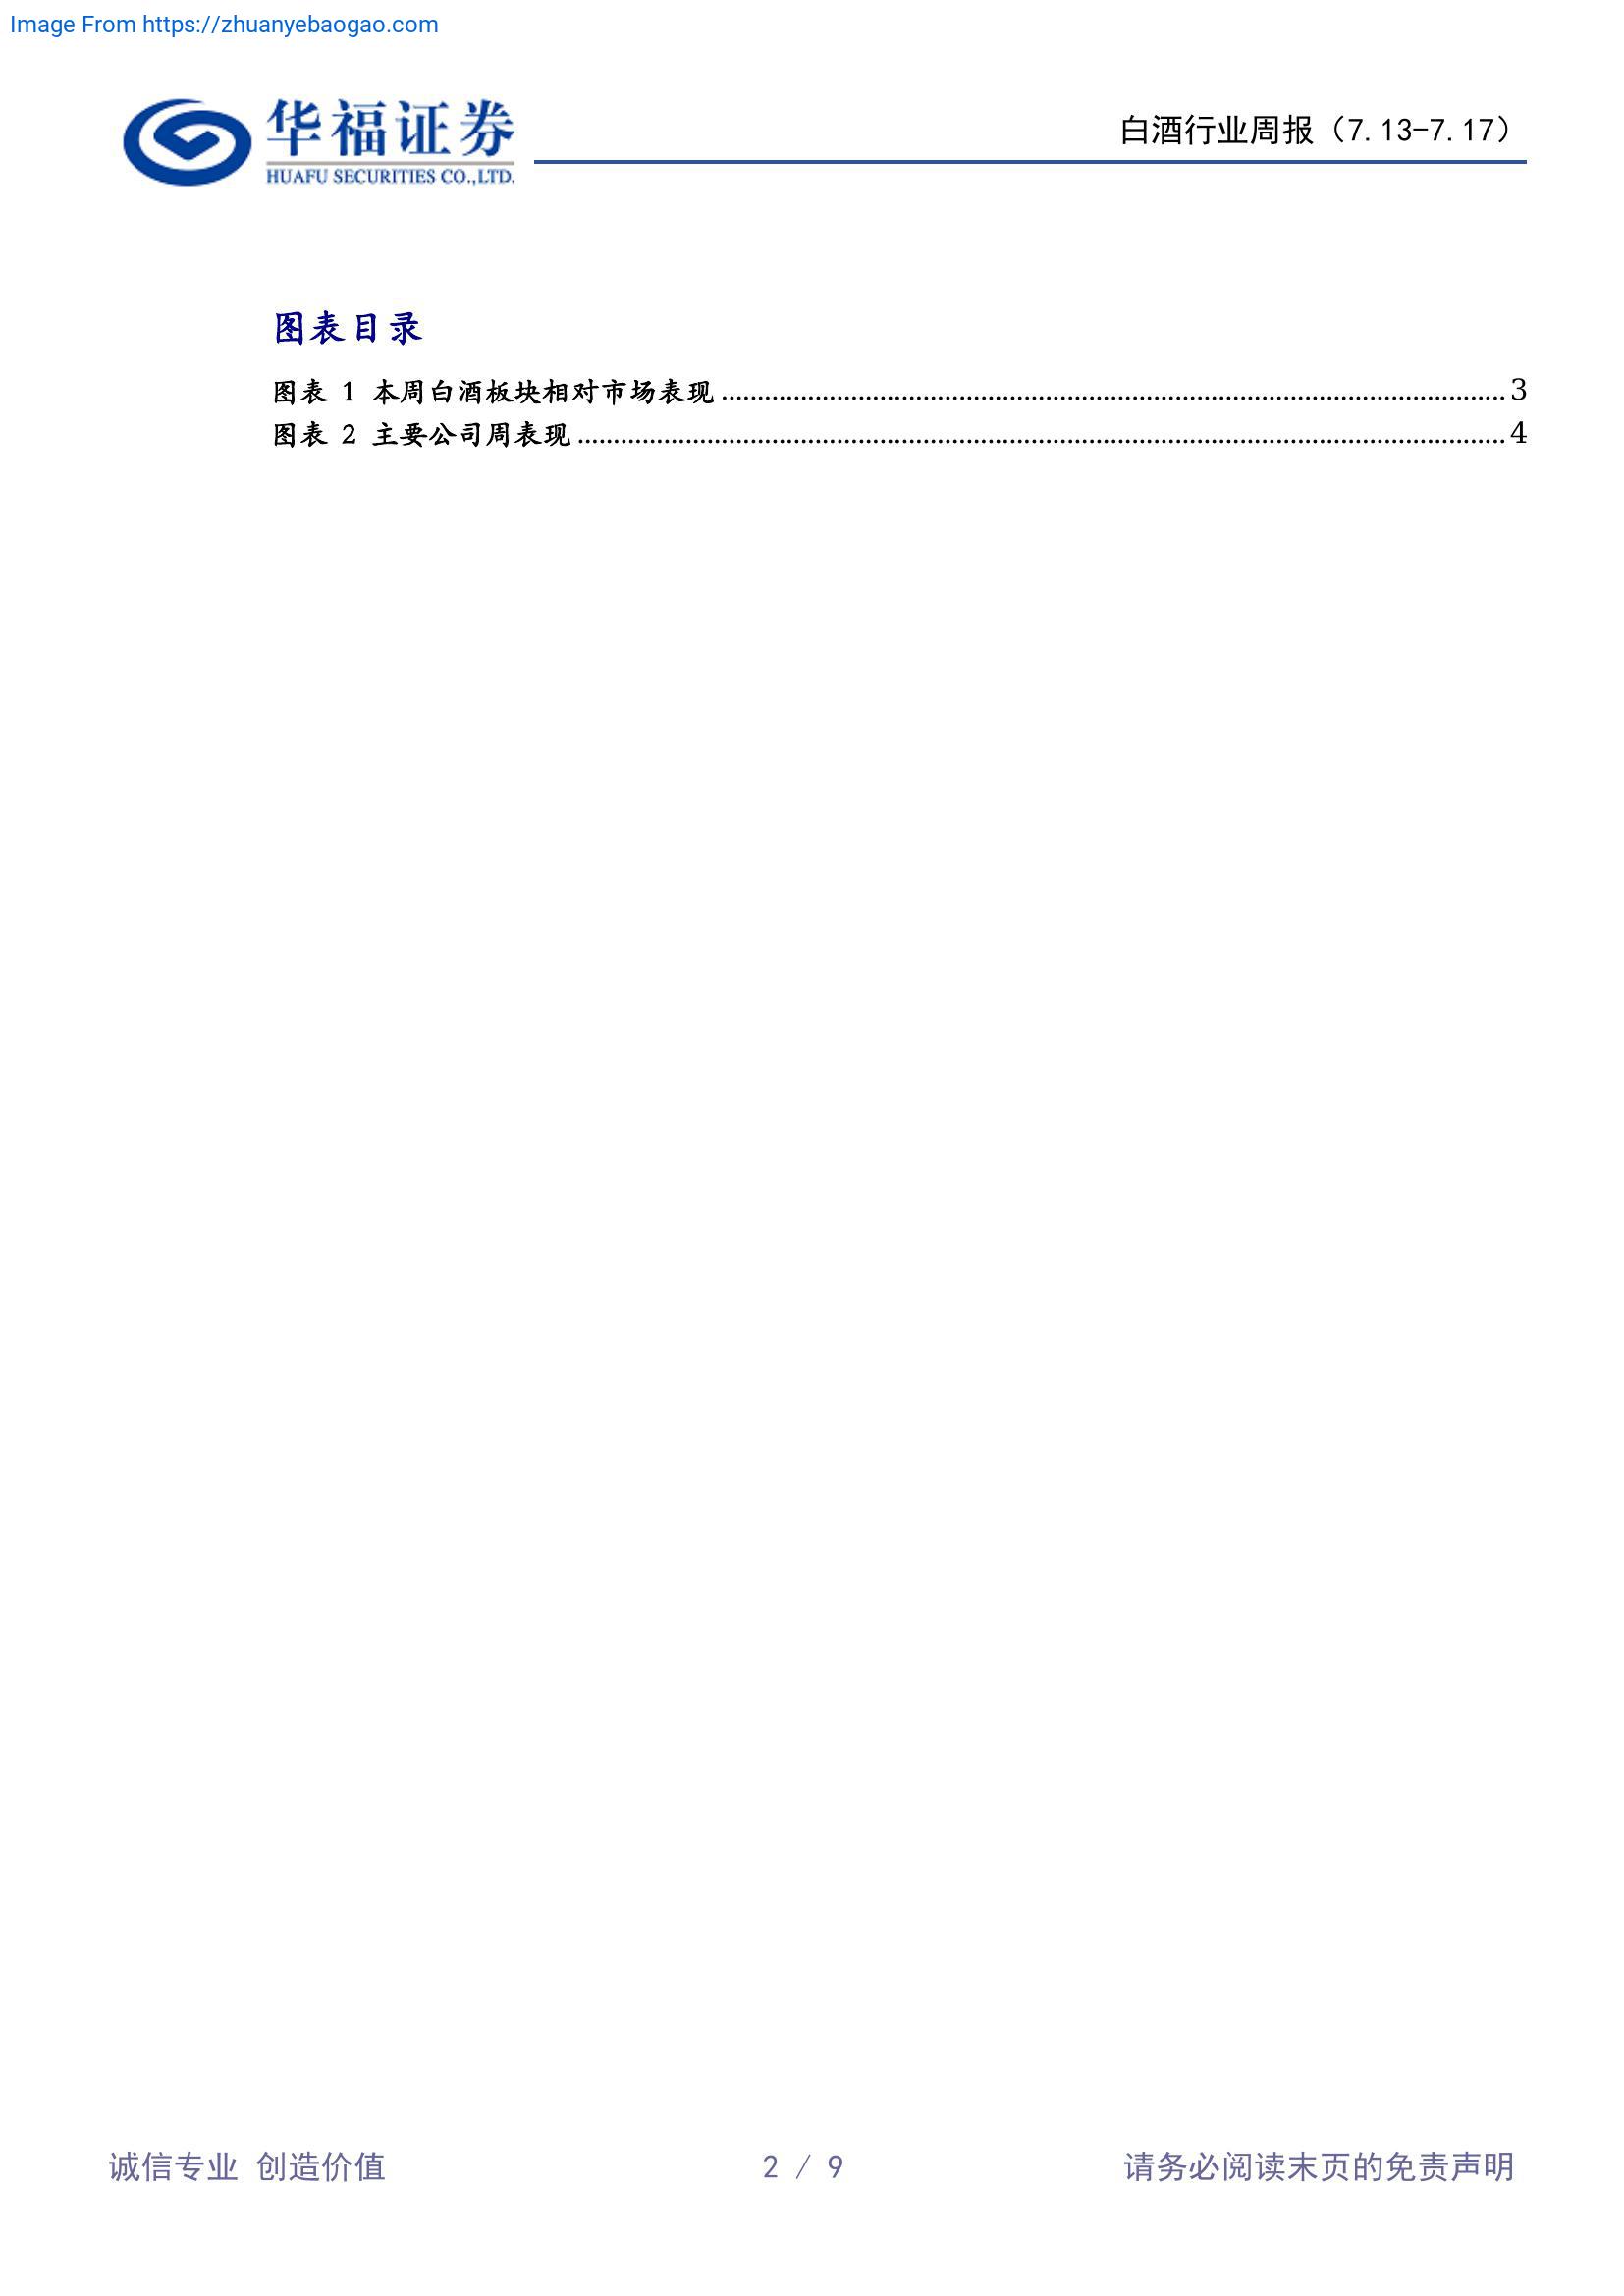 Image From https://zhuanyebaogao.com
华福证券
HUAFU SECURITIES CO.,LTD.
白酒行业周报（7.13-7.17）
图表目录
图表 1 本周白酒板块相对市场表现........................................3
图表 2 主要公司周表现........................................4
诚信专业 创造价值
2 / 9
请务必阅读末页的免责声明